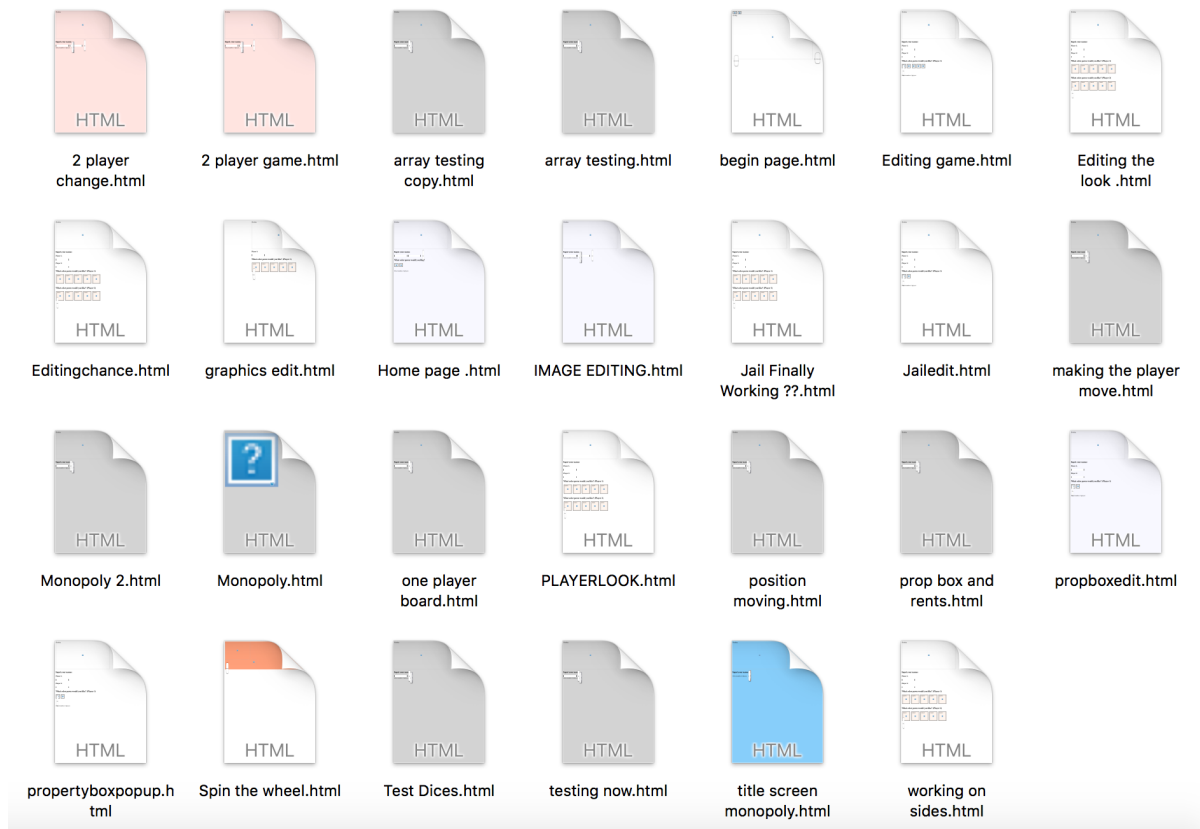 HTML HTML HTML HTML HTML HTML HTML
2 player 2 player game.html array testing array testing.html begin page.html Editing game.html Editing the
change.html copy.html look .html
HTML HTML HTML HTML HTML HTML HTML
Editingchance.html graphics edit.html Home page .html IMAGE EDITING.html Jail Finally Jailedit.html making the player
Working ??.html move.html
? 
HTML HTML HTML HTML HTML HTML HTML
Monopoly 2.html Monopoly.html one player PLAYERLOOK.html position prop box and propboxedit.html
board.html moving.html rents.html
HTML HTML HTML HTML HTML HTML
propertyboxpopup.h Spin the wheel.html Test Dices.html testing now.html title screen working on
tml monopoly.html sides.html